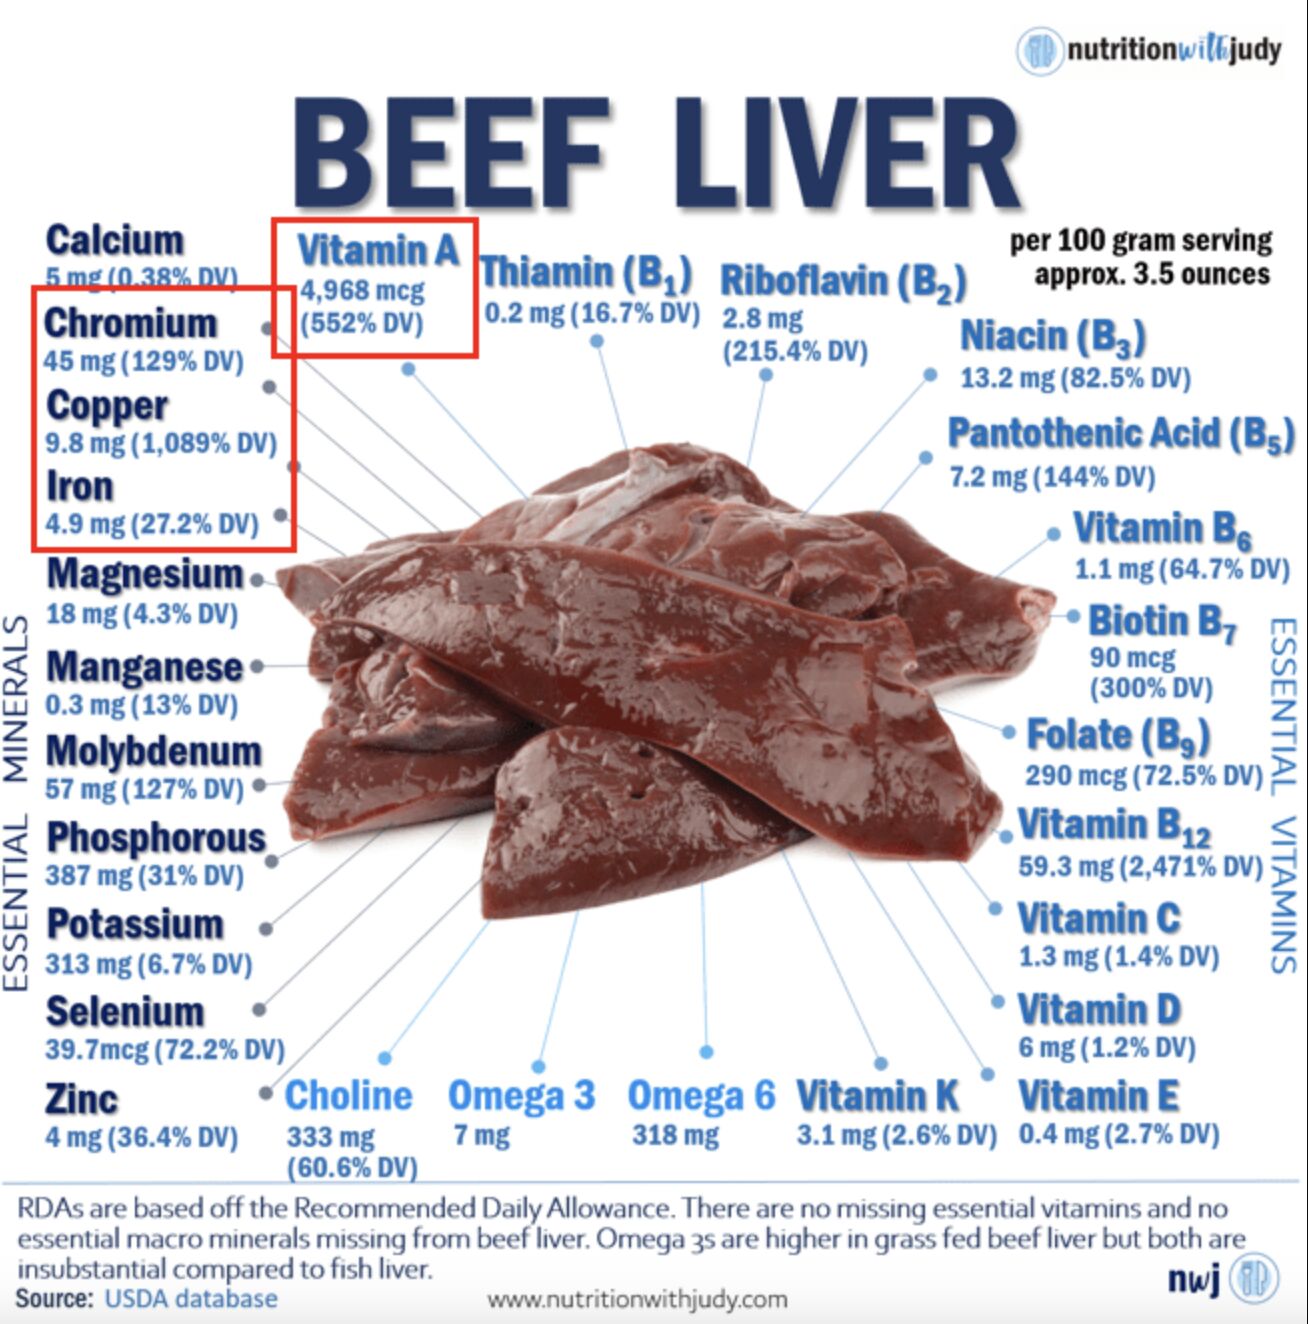 nutritionwithjudy
BEEF LIVER
per 100 gram serving
approx. 3.5 ounces
Calcium
5 mg (0.38% DV)
Chromium
45 mg (129% DV)
Copper
9.8 mg (1,089% DV)
Iron
4.9 mg (27.2% DV)
Magnesium
18 mg (4.3% DV)
Manganese
0.3 mg (13% DV)
Molybdenum
57 mg (127% DV)
Phosphorous
387 mg (31% DV)
Potassium
313 mg (6.7% DV)
Selenium
39.7mcg (72.2% DV)
Zinc
4 mg (36.4% DV)
ESSENTIAL MINERALS
Vitamin A
4,968 mcg
(552% DV)
Thiamin (B₁)
0.2 mg (16.7% DV)
Riboflavin (B₂)
2.8 mg
(215.4% DV)
Niacin (B₃)
13.2 mg (82.5% DV)
Pantothenic Acid (B₅)
7.2 mg (144% DV)
Vitamin B₆
1.1 mg (64.7% DV)
Biotin B₇
90 mcg
(300% DV)
Folate (B₉)
290 mcg (72.5% DV)
Vitamin B₁₂
59.3 mg (2,471% DV)
Vitamin C
1.3 mg (1.4% DV)
Vitamin D
6 mg (1.2% DV)
Vitamin E
0.4 mg (2.7% DV)
Vitamin K
3.1 mg (2.6% DV)
Omega 6
318 mg
Omega 3
7 mg
Choline
333 mg
(60.6% DV)
ESSENTIAL VITAMINS
RDAs are based off the Recommended Daily Allowance. There are no missing essential vitamins and no
essential macro minerals missing from beef liver. Omega 3s are higher in grass fed beef liver but both are
insubstantial compared to fish liver.
Source: USDA database
www.nutritionwithjudy.com
nwj